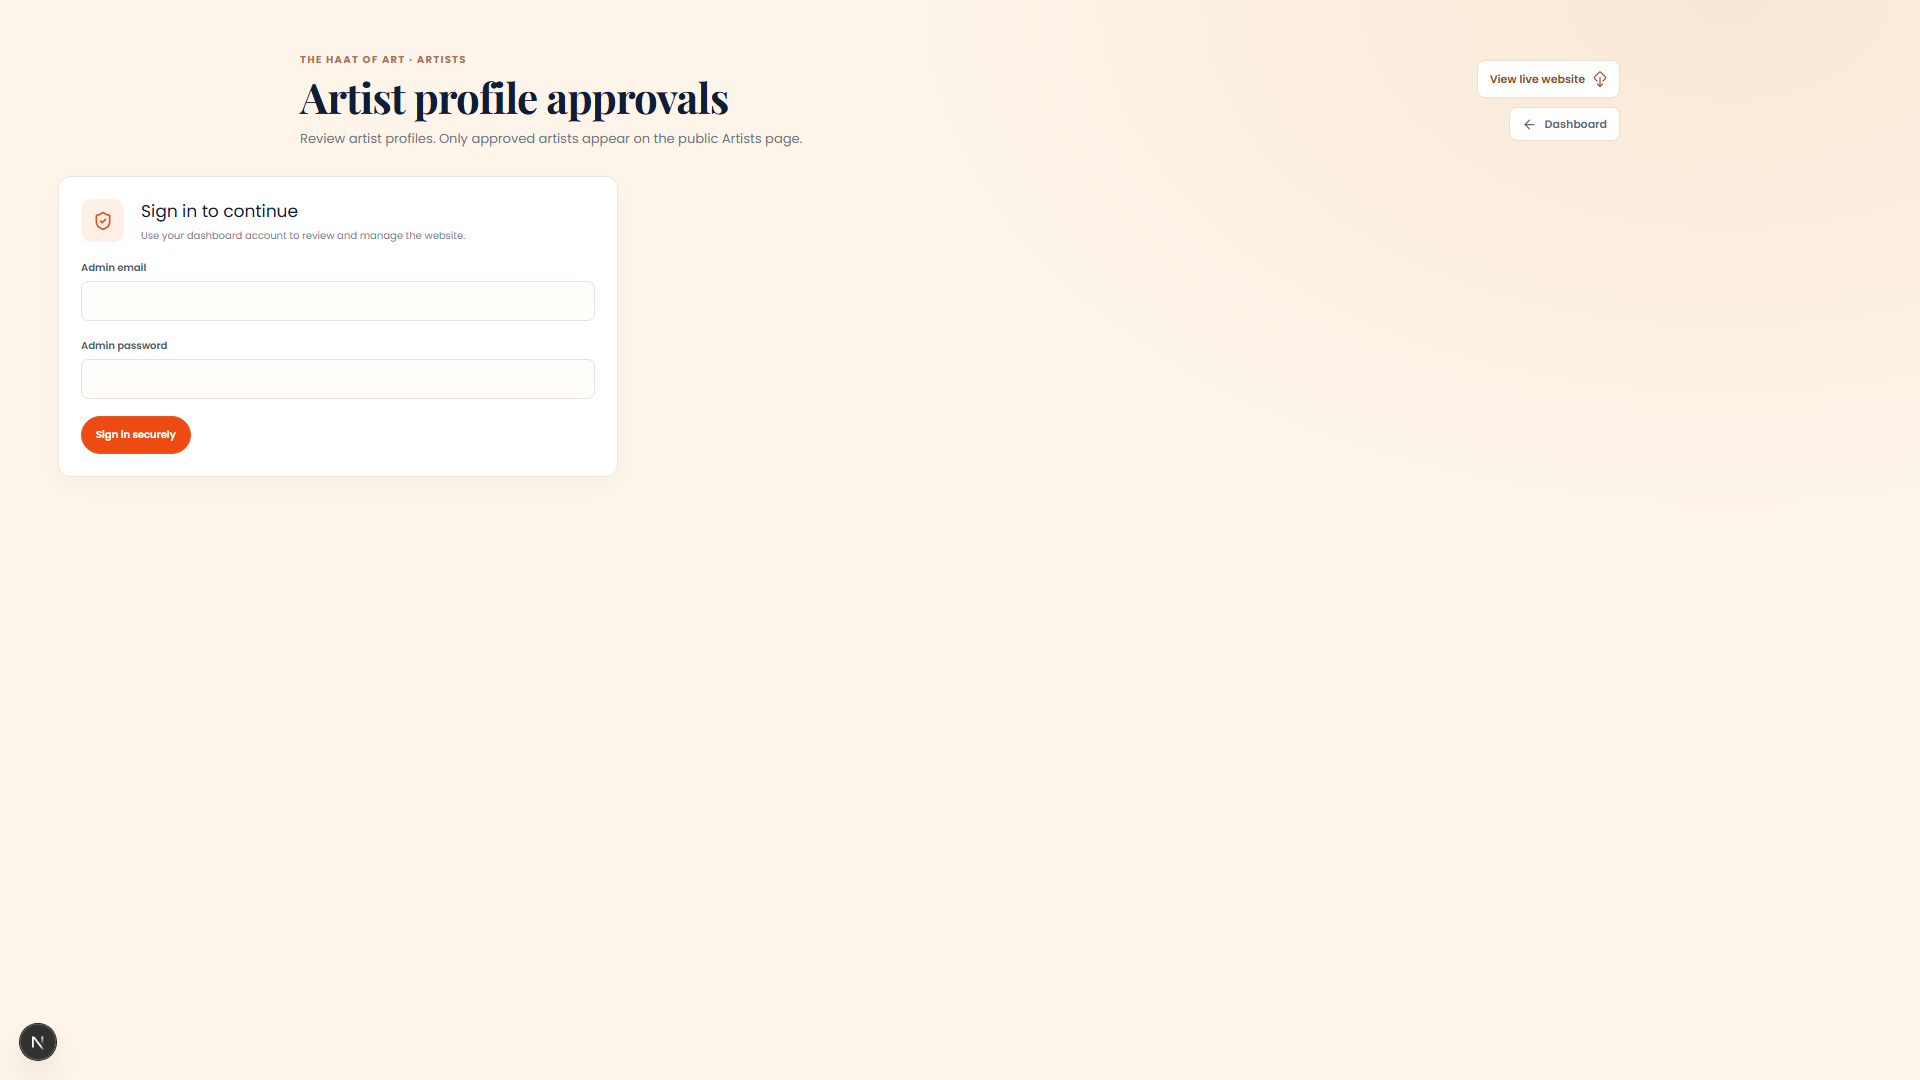 THE HAAT OF ART · ARTISTS
Artist profile approvals
Review artist profiles. Only approved artists appear on the public Artists page.
View live website
Dashboard
Sign in to continue
Use your dashboard account to review and manage the website.
Admin email
Admin password
Sign in securely
N